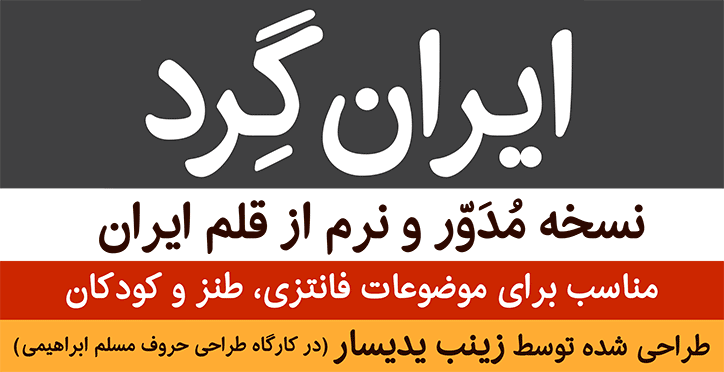 ایران گِرد
نسخه مُدَوّر و نرم از قلم ایران
مناسب برای موضوعات فانتزی، طنز و کودکان
طراحی شده توسط زینب یدیسار (در کارگاه طراحی حروف مسلم ابراهیمی)